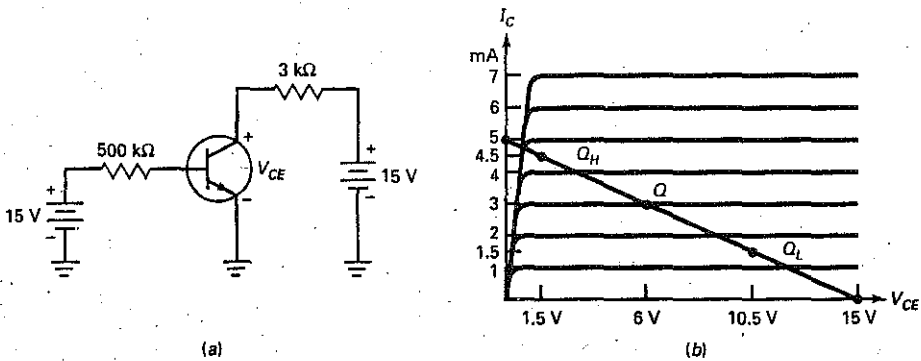 3 kΩ
500 kΩ
+
V_CE
-
+
15 V
-
+
15 V
-
(a)
I_C
mA
7
6
5
4.5
4
3
2
1.5
1
Q_H
Q
Q_L
1.5 V
6 V
10.5 V
15 V
V_CE
(b)